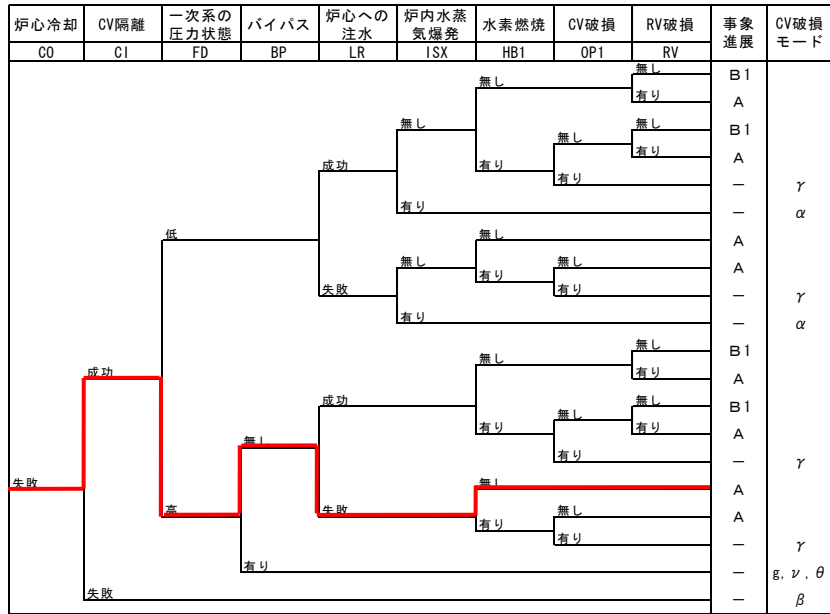 炉心冷却 CV隔離 一次系の圧力状態 バイパス 炉心への注水 炉内水蒸気爆発 水素燃焼 CV破損 RV破損 事象進展 CV破損モード
CO CI FD BP LR ISX HB1 OP1 RV
無し B1
無し
有り A
無し
無し B1
無し
有り A
成功
有り
有り － γ
有り － α
低
無し A
無し
無し A
有り
失敗
有り － γ
有り － α
無し B1
無し
成功
有り A
成功
無し B1
無し
有り A
有り
無し
有り － γ
失敗
無し A
高
失敗
無し A
有り
有り － γ
有り － g, ν, θ
失敗 － β